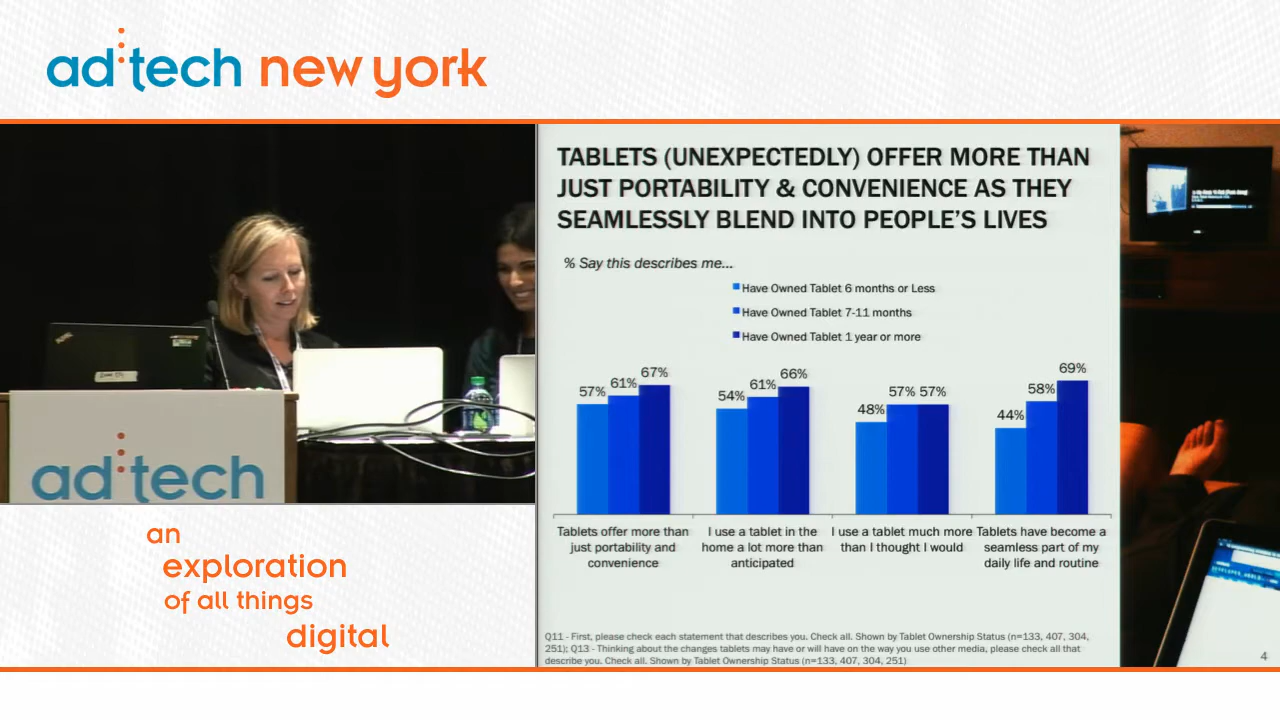 ad:tech new york
TABLETS (UNEXPECTEDLY) OFFER MORE THAN
JUST PORTABILITY & CONVENIENCE AS THEY
SEAMLESSLY BLEND INTO PEOPLE'S LIVES
% Say this describes me...
Have Owned Tablet 6 months or Less
Have Owned Tablet 7-11 months
Have Owned Tablet 1 year or more
57% 61% 67%
54% 61% 66%
48% 57% 57%
44% 58% 69%
Tablets offer more than
just portability and
convenience
I use a tablet in the
home a lot more than
anticipated
I use a tablet much more
than I thought I would
Tablets have become a
seamless part of my
daily life and routine
Q11 - First, please check each statement that describes you. Check all. Shown by Tablet Ownership Status (n=133, 407, 304,
251); Q13 - Thinking about the changes tablets may have or will have on the way you use other media, please check all that
describe you. Check all. Shown by Tablet Ownership Status (n=133, 407, 304, 251)
4
ad:tech
an
exploration
of all things
digital